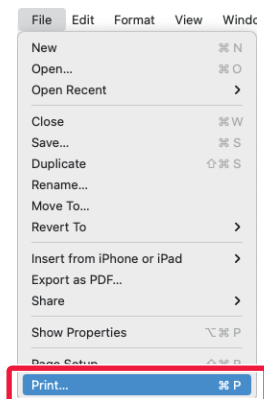 File Edit Format View Windo
New ⌘ N
Open... ⌘ O
Open Recent >
Close ⌘ W
Save... ⌘ S
Duplicate ⇧ ⌘ S
Rename...
Move To...
Revert To >
Insert from iPhone or iPad >
Export as PDF...
Share >
Show Properties ⌥ ⌘ P
Page Setup ⇧ ⌘ P
Print... ⌘ P